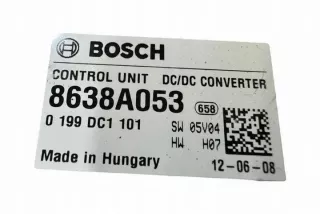 BOSCH
CONTROL UNIT DC/DC CONVERTER
8638A053 658
0 199 DC1 101 SW 05V04
HW H07
Made in Hungary 12-06-08